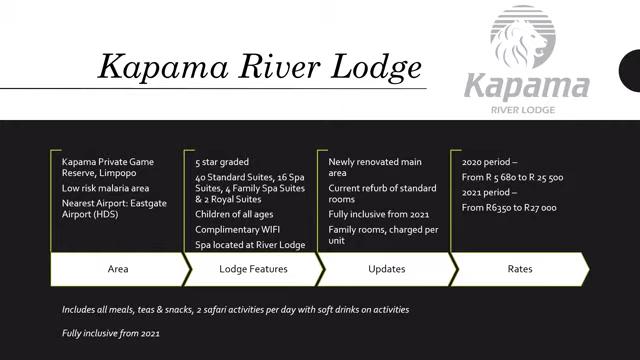 Kapama River Lodge
Kapama
RIVER LODGE
Kapama Private Game
Reserve, Limpopo
Low risk malaria area
Nearest Airport: Eastgate
Airport (HDS)
5 star graded
40 Standard Suites, 16 Spa
Suites, 4 Family Spa Suites
& 2 Royal Suites
Children of all ages
Complimentary WIFI
Spa located at River Lodge
Newly renovated main
area
Current refurb of standard
rooms
Fully inclusive from 2021
Family rooms, charged per
unit
2020 period –
From R 5 680 to R 25 500
2021 period –
From R6350 to R27 000
Area
Lodge Features
Updates
Rates
Includes all meals, teas & snacks, 2 safari activities per day with soft drinks on activities
Fully inclusive from 2021